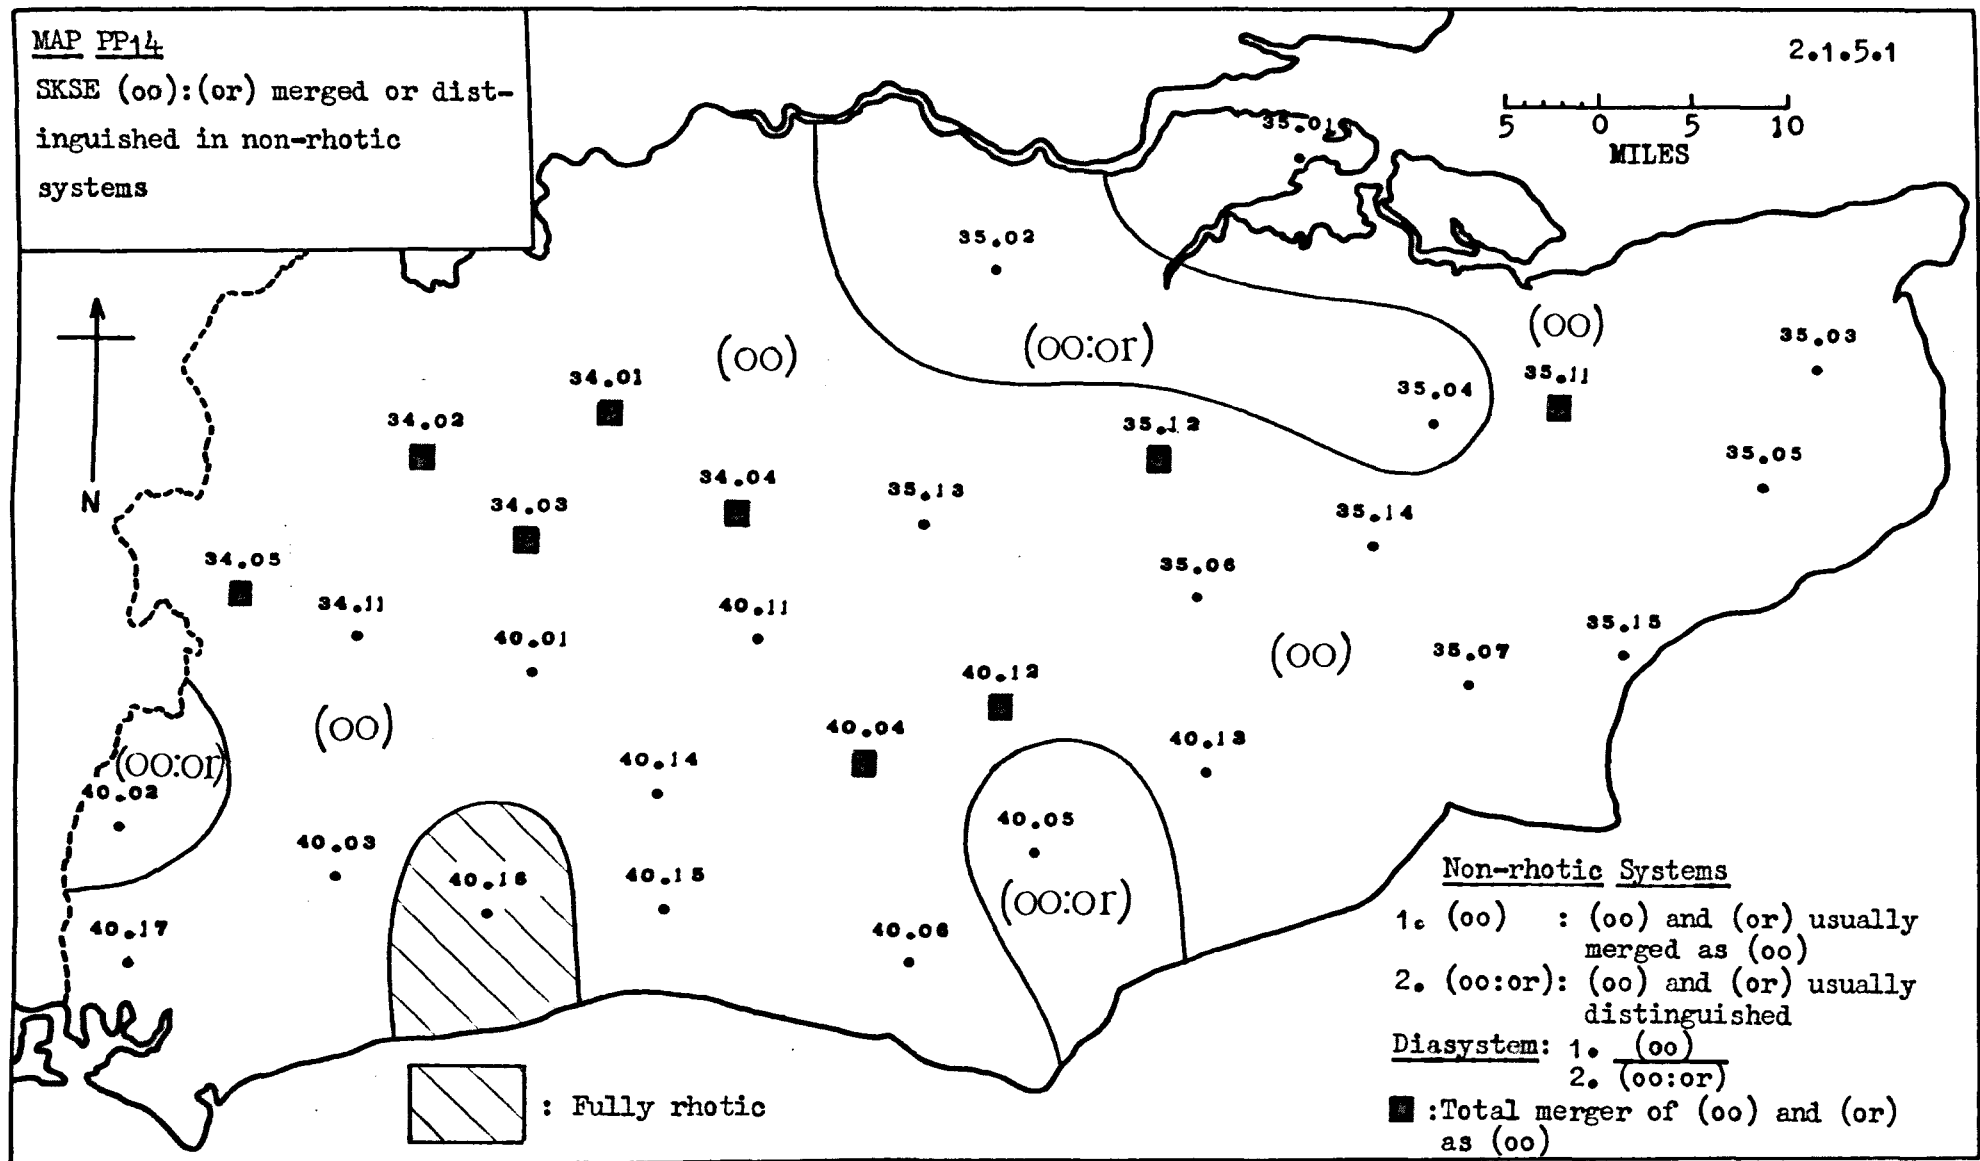 MAP PP14
SKSE (oo):(or) merged or dist-
inguished in non-rhotic
systems
2.1.5.1
5 0 5 10
MILES
35.01
35.02
(oo)
(oo:or)
(oo)
35.03
34.01
35.11
35.04
34.02
35.12
35.05
34.04
35.13
34.03
35.14
N
34.05
35.06
34.11
40.11
40.01
35.15
(oo)
35.07
40.12
(oo)
40.04
40.13
(oo:or)
40.14
40.02
40.05
40.03
40.16
40.15
(oo:or)
40.17
40.06
Non-rhotic Systems
1. (oo) : (oo) and (or) usually
merged as (oo)
2. (oo:or): (oo) and (or) usually
distinguished
Diasystem: 1. (oo)
2. (oo:or)
: Fully rhotic
:Total merger of (oo) and (or)
as (oo)